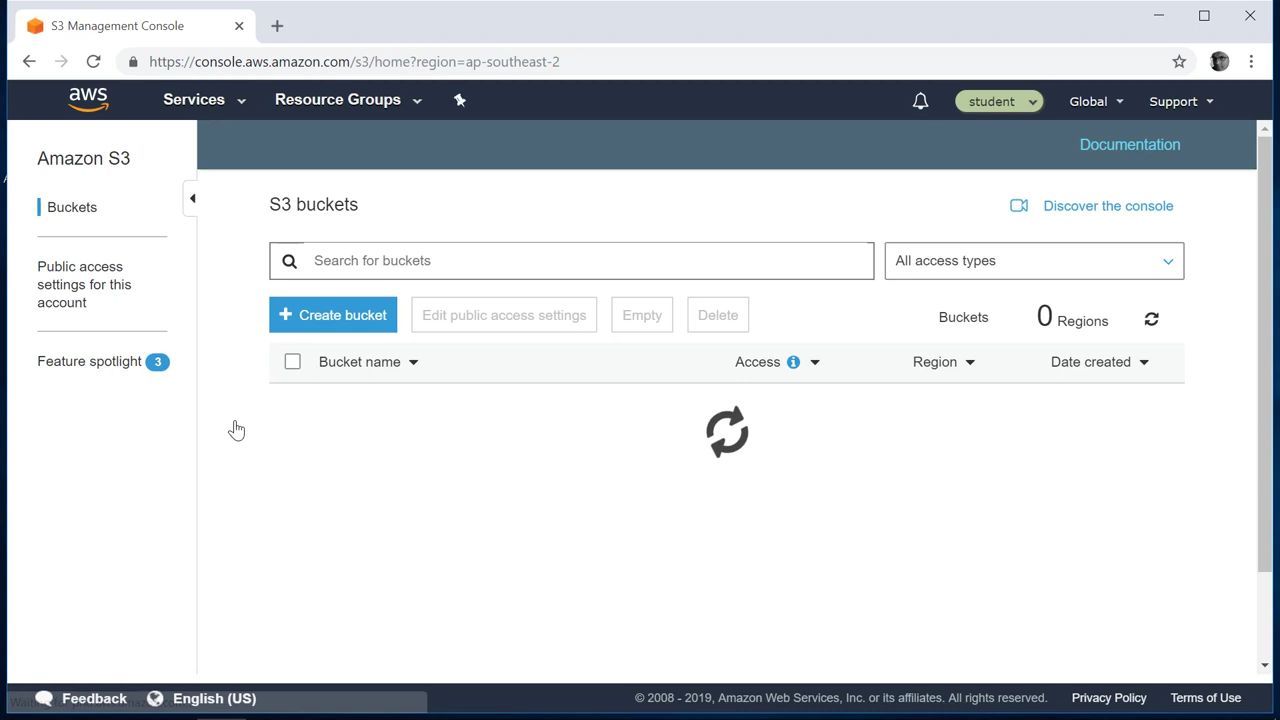 S3 Management Console
https://console.aws.amazon.com/s3/home?region=ap-southeast-2
aws
Services
Resource Groups
student
Global
Support
Amazon S3
Documentation
Buckets
S3 buckets
Discover the console
Search for buckets
All access types
Public access
settings for this
account
+ Create bucket
Edit public access settings
Empty
Delete
Buckets
0 Regions
Feature spotlight 3
Bucket name
Access
Region
Date created
Feedback
English (US)
© 2008 - 2019, Amazon Web Services, Inc. or its affiliates. All rights reserved.
Privacy Policy
Terms of Use